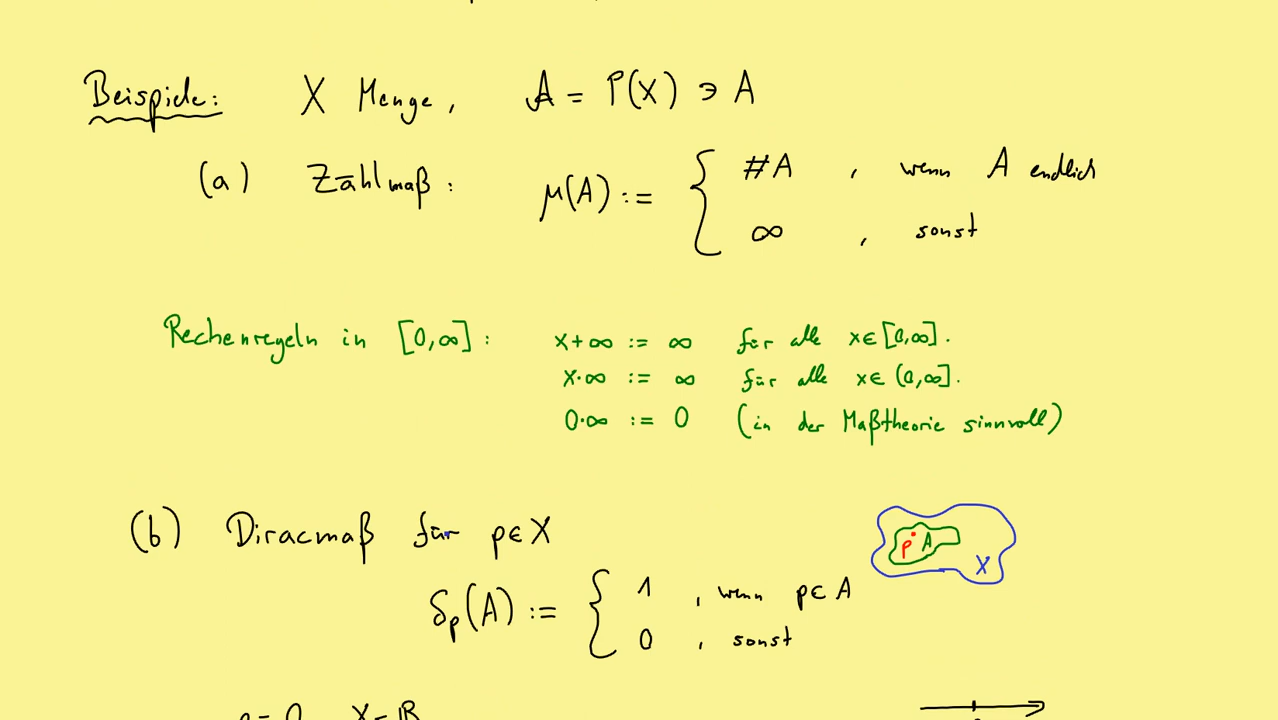 Beispiele: X Menge, 𝒜 = P(X) ∋ A
(a) Zählmaß: μ(A) := { #A , wenn A endlich
∞ , sonst
Rechenregeln in [0,∞]: x+∞ := ∞ für alle x∈[0,∞].
x·∞ := ∞ für alle x∈(0,∞].
0·∞ := 0 (in der Maßtheorie sinnvoll)
(b) Diracmaß für p∈X
p A X
δ_p(A) := { 1 , wenn p∈A
0 , sonst
X = ℝ